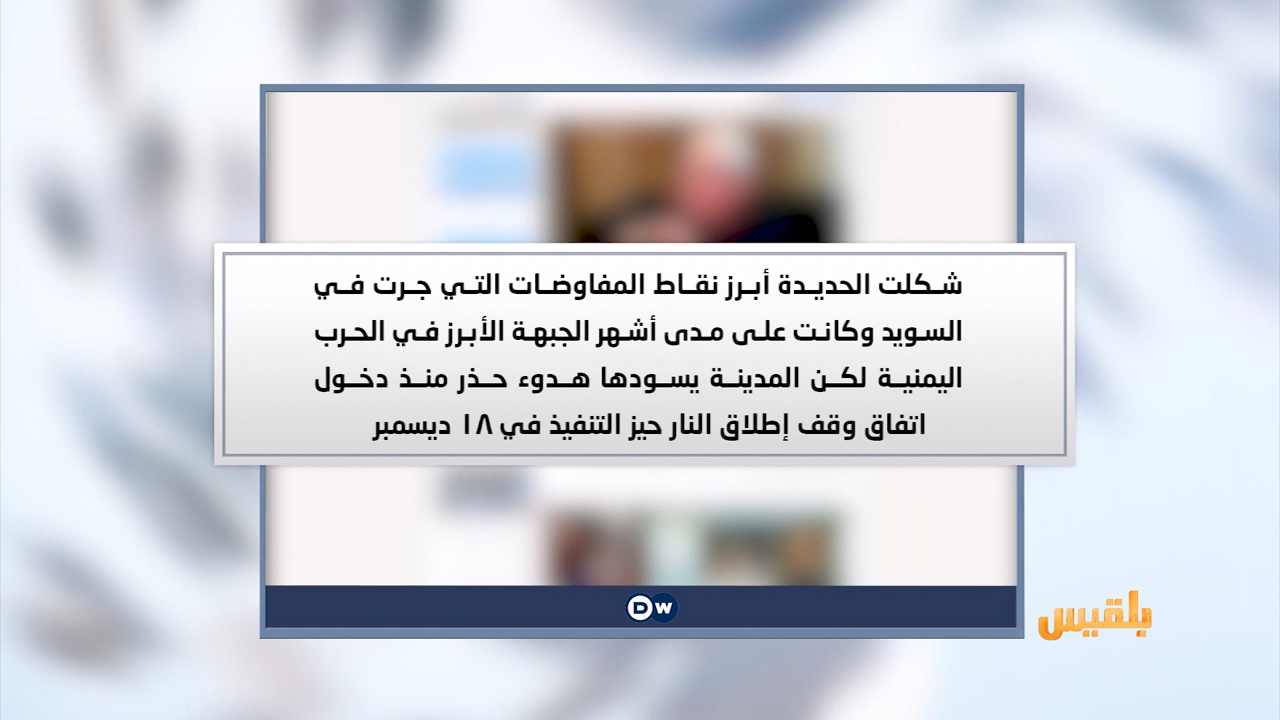 شكلت الحديدة أبرز نقاط المفاوضات التي جرت في
السويد وكانت على مدى أشهر الجبهة الأبرز في الحرب
اليمنية لكن المدينة يسودها هدوء حذر منذ دخول
اتفاق وقف إطلاق النار حيز التنفيذ في ١٨ ديسمبر
DW
بلقيس